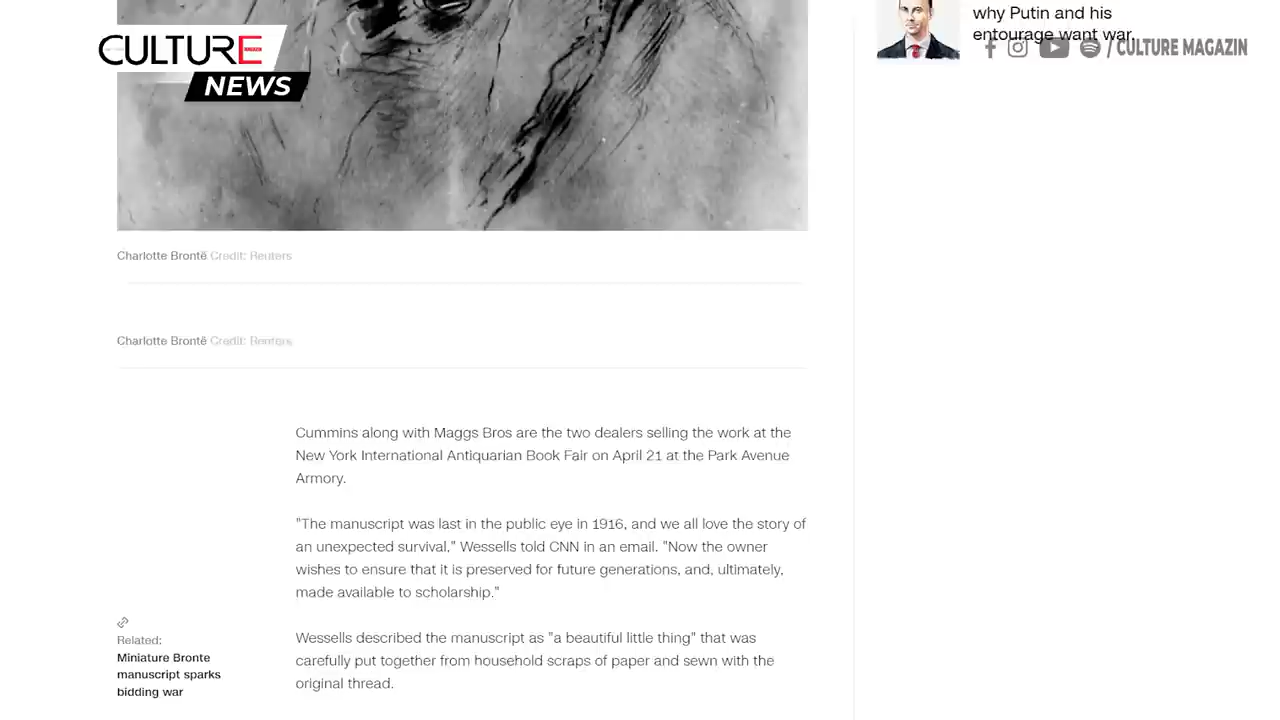 CULTURE
NEWS
why Putin and his
entourage want war.
/ CULTURE MAGAZIN
Charlotte Brontë Credit: Reuters
Charlotte Brontë Credit: Reuters
Cummins along with Maggs Bros are the two dealers selling the work at the
New York International Antiquarian Book Fair on April 21 at the Park Avenue
Armory.
"The manuscript was last in the public eye in 1916, and we all love the story of
an unexpected survival," Wessells told CNN in an email. "Now the owner
wishes to ensure that it is preserved for future generations, and, ultimately,
made available to scholarship."
Related:
Miniature Bronte
manuscript sparks
bidding war
Wessells described the manuscript as "a beautiful little thing" that was
carefully put together from household scraps of paper and sewn with the
original thread.